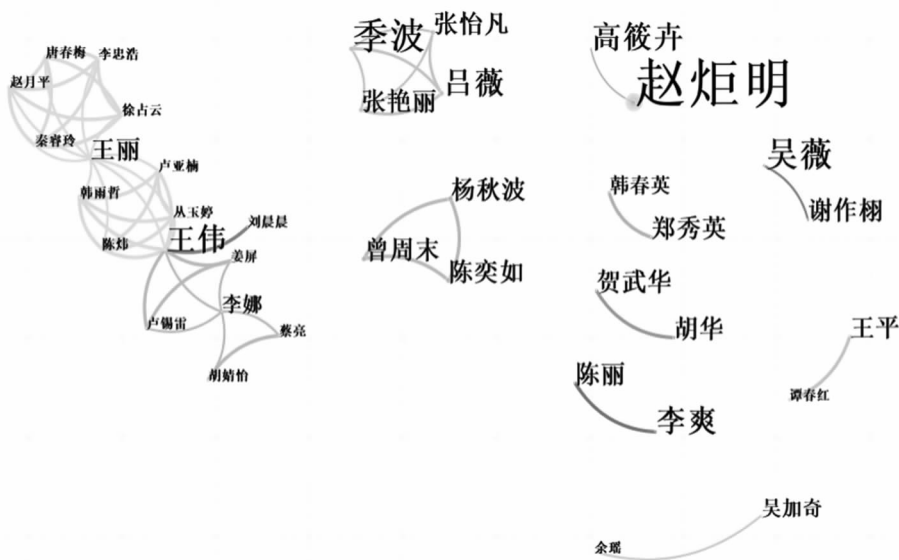 唐春梅
李忠浩
赵月平
徐占云
秦睿玲
王丽
卢亚楠
韩雨哲
丛玉婷
刘晨晨
陈炜
王伟
姜屏
李娜
卢锡雷
蔡亮
胡婧怡
季波
张怡凡
吕薇
张艳丽
杨秋波
曾周末
陈奕如
高筱卉
赵炬明
吴薇
谢作栩
韩春英
郑秀英
贺武华
胡华
王平
谭春红
陈丽
李爽
吴加奇
余瑶